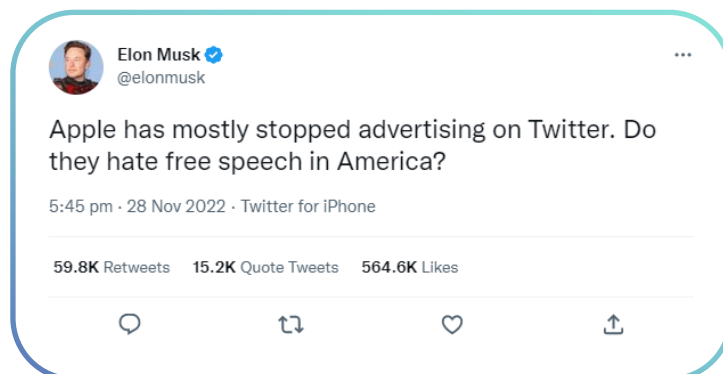 Elon Musk
@elonmusk
Apple has mostly stopped advertising on Twitter. Do
they hate free speech in America?
5:45 pm · 28 Nov 2022 · Twitter for iPhone
59.8K Retweets 15.2K Quote Tweets 564.6K Likes